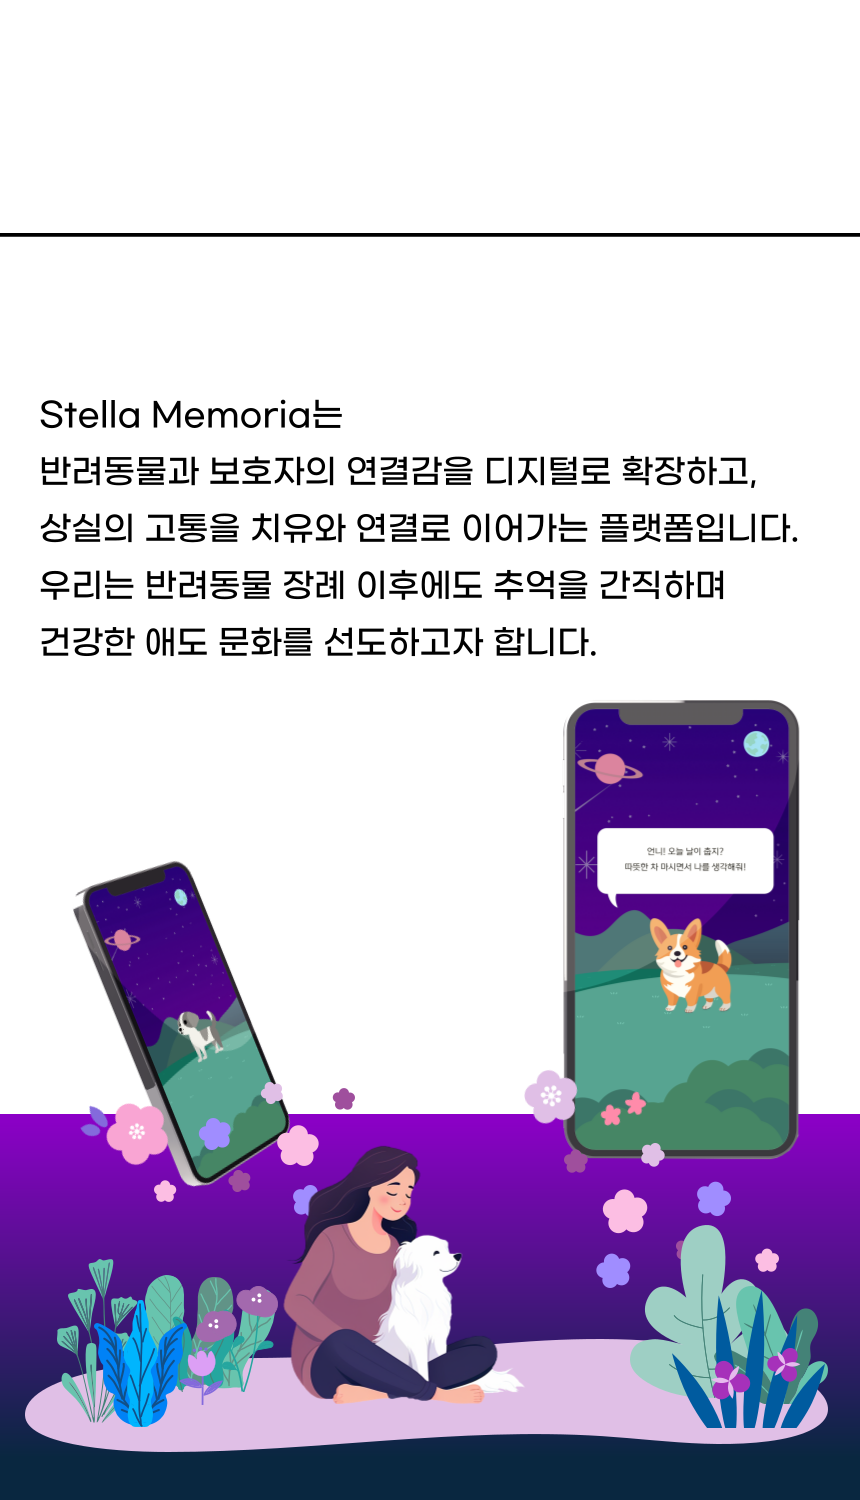 Stella Memoria는
반려동물과 보호자의 연결감을 디지털로 확장하고,
상실의 고통을 치유와 연결로 이어가는 플랫폼입니다.
우리는 반려동물 장례 이후에도 추억을 간직하며
건강한 애도 문화를 선도하고자 합니다.
언니! 오늘 날이 춥지?
따뜻한 차 마시면서 나를 생각해줘!